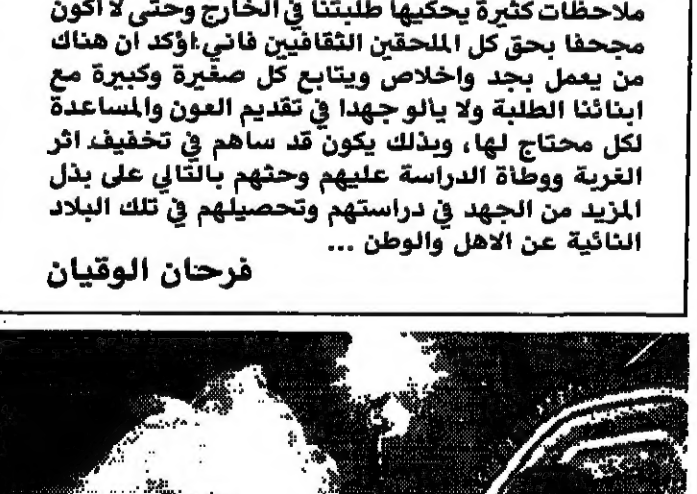 ملاحظات كثيرة يحكيها طلبتنا في الخارج وحتى لا اكون
مجحفا بحق كل الملحقين الثقافيين فاني اؤكد ان هناك
من يعمل بجد واخلاص ويتابع كل صغيرة وكبيرة مع
ابنائنا الطلبة ولا يألو جهدا في تقديم العون والمساعدة
لكل محتاج لها، وبذلك يكون قد ساهم في تخفيف اثر
الغربة ووطأة الدراسة عليهم وحثهم بالتالي على بذل
المزيد من الجهد في دراستهم وتحصيلهم في تلك البلاد
النائية عن الاهل والوطن ...
فرحان الوقيان